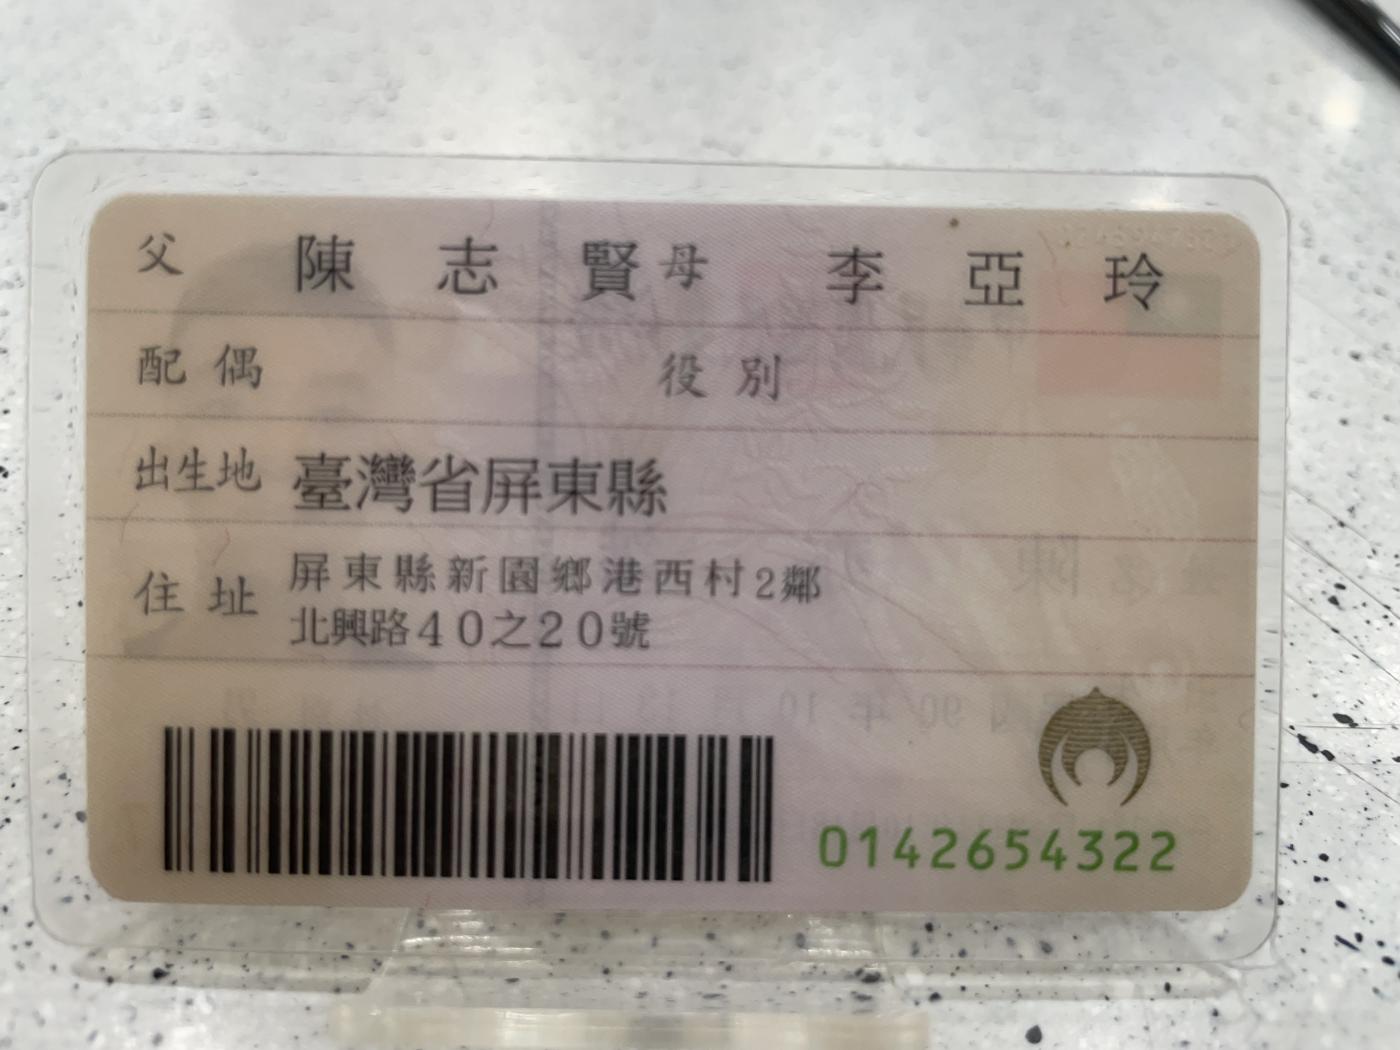 父 陳志賢 母 李亞玲
配偶 役別
出生地 臺灣省屏東縣
住址 屏東縣新園鄉港西村2鄰
北興路40之20號
0142654322